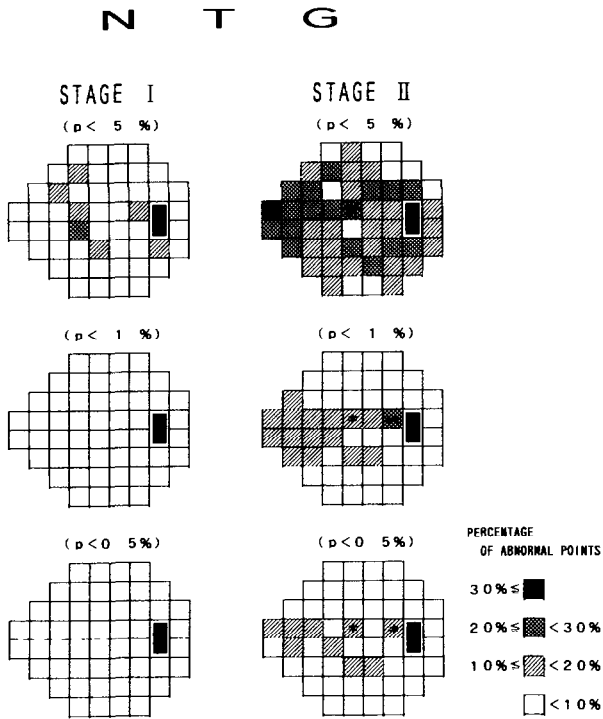 N T G
STAGE I STAGE II
(p< 5 %) (p< 5 %)
(p< 1 %) (p< 1 %)
(p<0 5%) (p<0 5%)
PERCENTAGE
OF ABNORMAL POINTS
30%≤
20%≤ <30%
10%≤ <20%
<10%